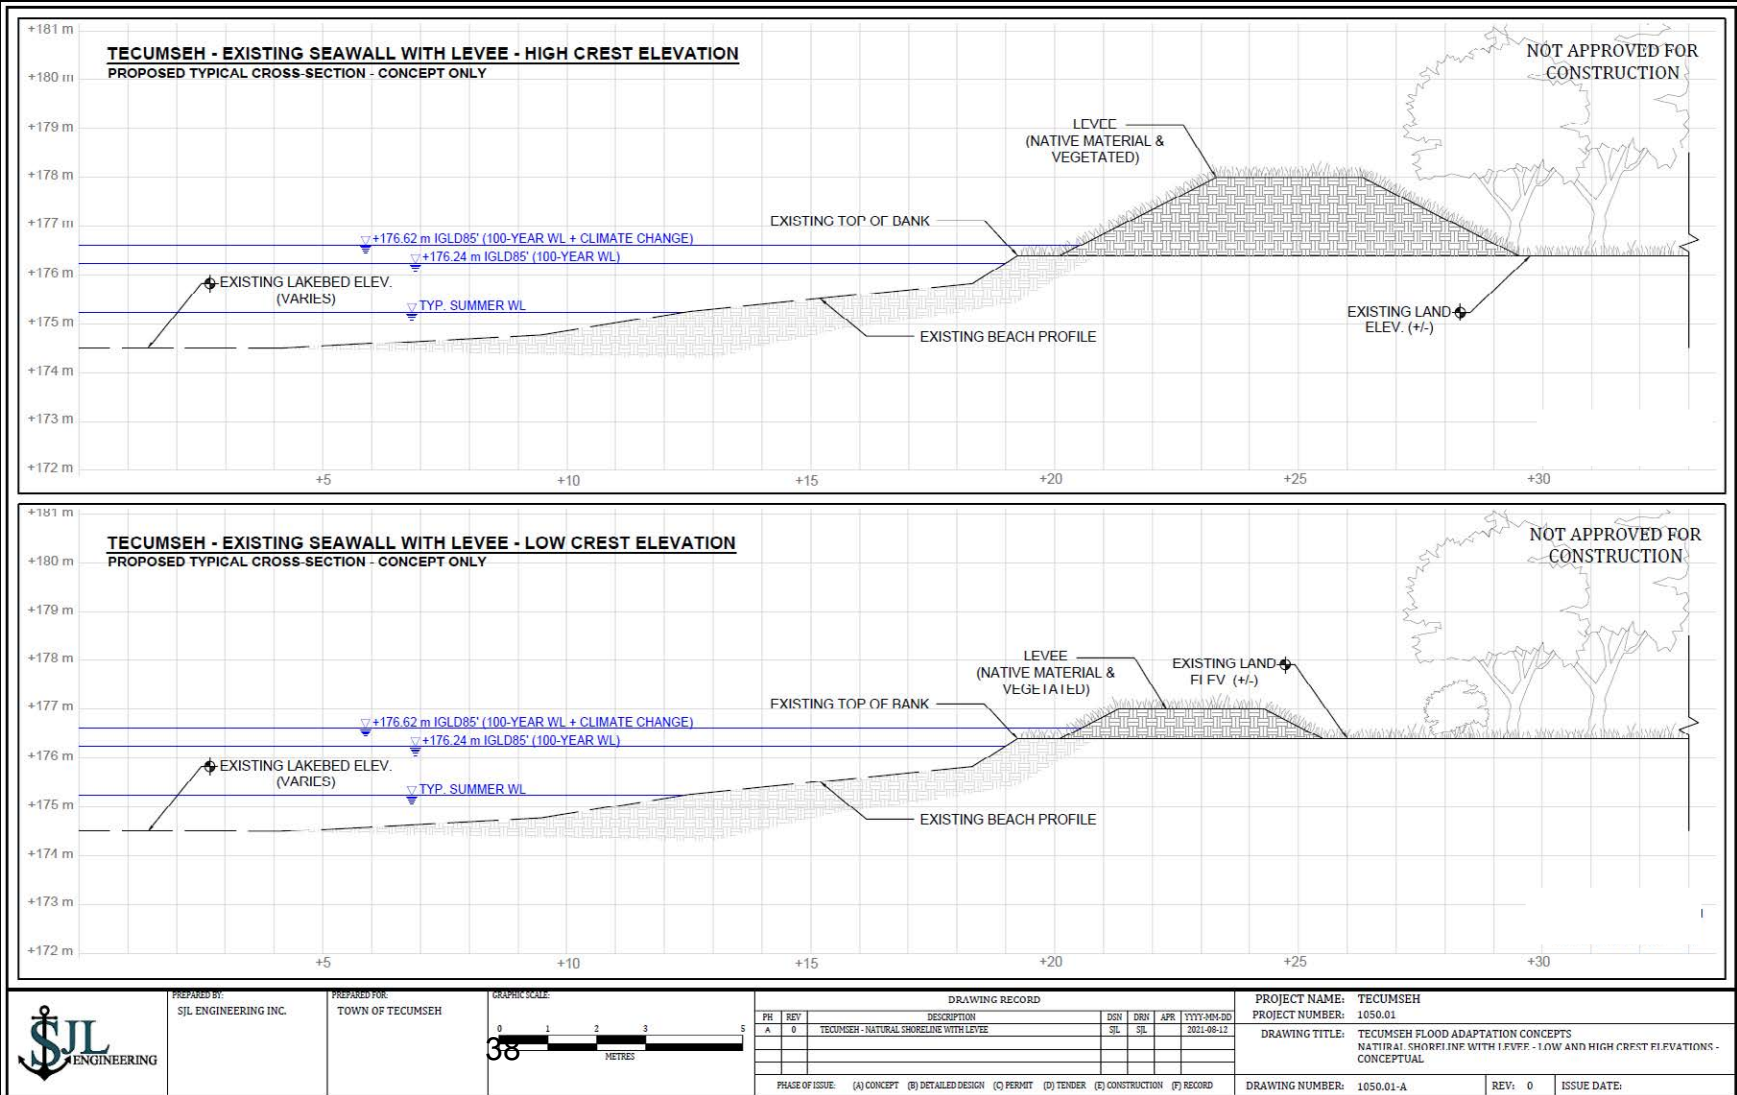 +181 m
TECUMSEH - EXISTING SEAWALL WITH LEVEE - HIGH CREST ELEVATION
PROPOSED TYPICAL CROSS-SECTION - CONCEPT ONLY
NOT APPROVED FOR
CONSTRUCTION
+180 m
+179 m
LEVEE
(NATIVE MATERIAL &
VEGETATED)
+178 m
+177 m
EXISTING TOP OF BANK
+176.62 m IGLD85' (100-YEAR WL + CLIMATE CHANGE)
+176.24 m IGLD85' (100-YEAR WL)
+176 m
EXISTING LAKEBED ELEV.
(VARIES)
TYP. SUMMER WL
EXISTING LAND
ELEV. (+/-)
+175 m
EXISTING BEACH PROFILE
+174 m
+173 m
+172 m
+5
+10
+15
+20
+25
+30
+181 m
TECUMSEH - EXISTING SEAWALL WITH LEVEE - LOW CREST ELEVATION
PROPOSED TYPICAL CROSS-SECTION - CONCEPT ONLY
NOT APPROVED FOR
CONSTRUCTION
+180 m
+179 m
+178 m
LEVEE
(NATIVE MATERIAL &
VEGETATED)
EXISTING LAND
ELEV. (+/-)
+177 m
EXISTING TOP OF BANK
+176.62 m IGLD85' (100-YEAR WL + CLIMATE CHANGE)
+176.24 m IGLD85' (100-YEAR WL)
+176 m
EXISTING LAKEBED ELEV.
(VARIES)
TYP. SUMMER WL
+175 m
EXISTING BEACH PROFILE
+174 m
+173 m
+172 m
+5
+10
+15
+20
+25
+30
SJL
ENGINEERING
PREPARED BY:
SJL ENGINEERING INC.
PREPARED FOR:
TOWN OF TECUMSEH
GRAPHIC SCALE:
0 1 2 3 5
METRES
38
DRAWING RECORD
PH REV DESCRIPTION DSN DRN APR YYYY-MM-DD
A 0 TECUMSEH - NATURAL SHORELINE WITH LEVEE SJL SJL 2021-08-12
PHASE OF ISSUE: (A) CONCEPT (B) DETAILED DESIGN (C) PERMIT (D) TENDER (E) CONSTRUCTION (F) RECORD
PROJECT NAME: TECUMSEH
PROJECT NUMBER: 1050.01
DRAWING TITLE: TECUMSEH FLOOD ADAPTATION CONCEPTS
NATURAL SHORELINE WITH LEVEE - LOW AND HIGH CREST ELEVATIONS -
CONCEPTUAL
DRAWING NUMBER: 1050.01-A
REV: 0
ISSUE DATE: